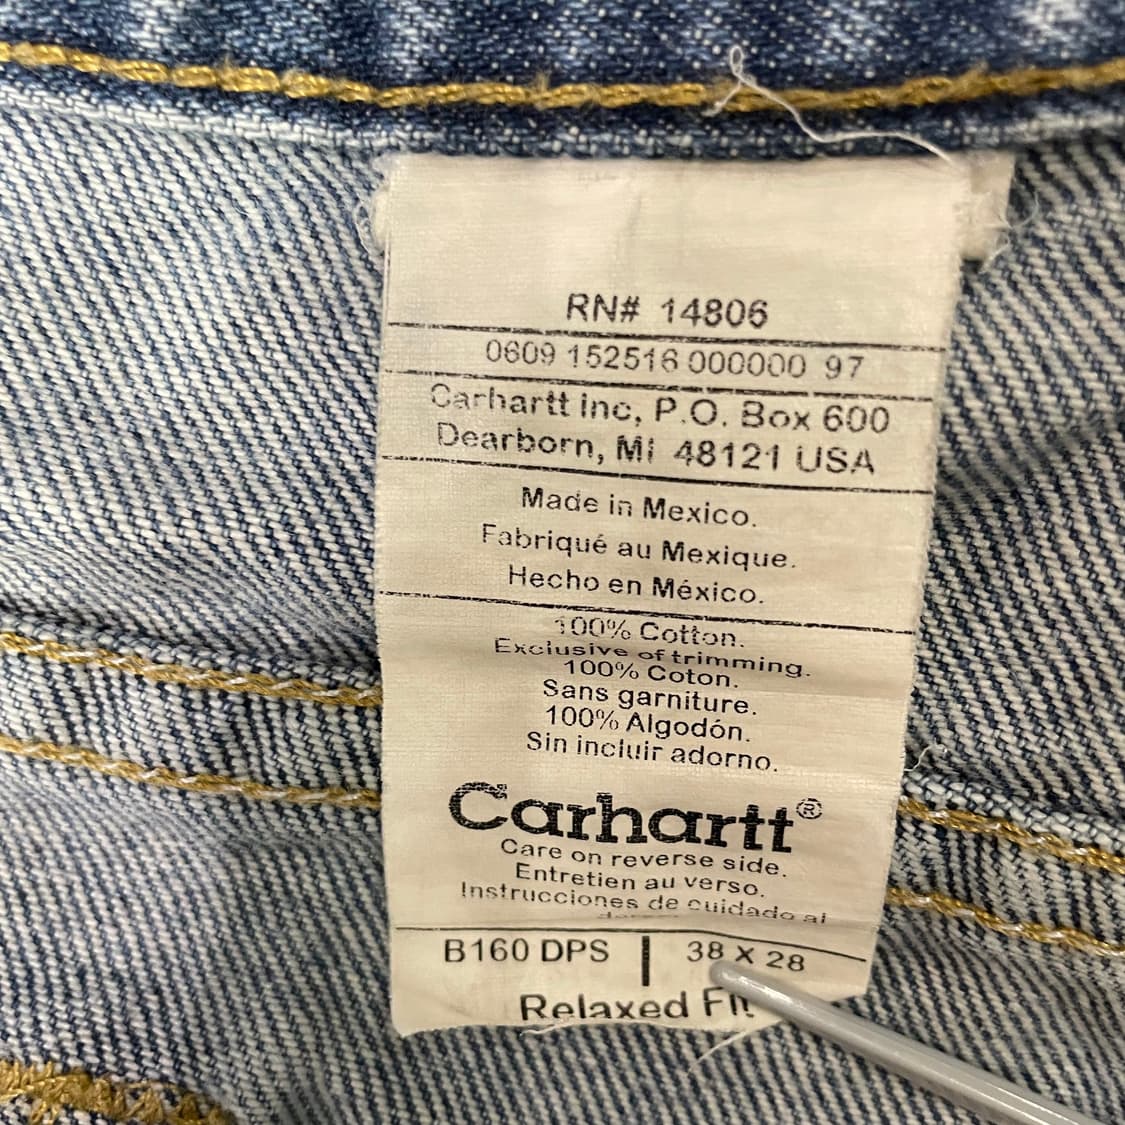 RN# 14806
0609 152516 000000 97
Carhartt inc, P.O. Box 600
Dearborn, Mi 48121 USA
Made in Mexico.
Fabriqué au Mexique.
Hecho en México.
100% Cotton.
Exclusive of trimming.
100% Coton.
Sans garniture.
100% Algodón.
Sin incluir adorno.
Carhartt®
Care on reverse side.
Entretien au verso.
Instrucciones de cuidado al
B160 DPS | 38 X 28
Relaxed Fit